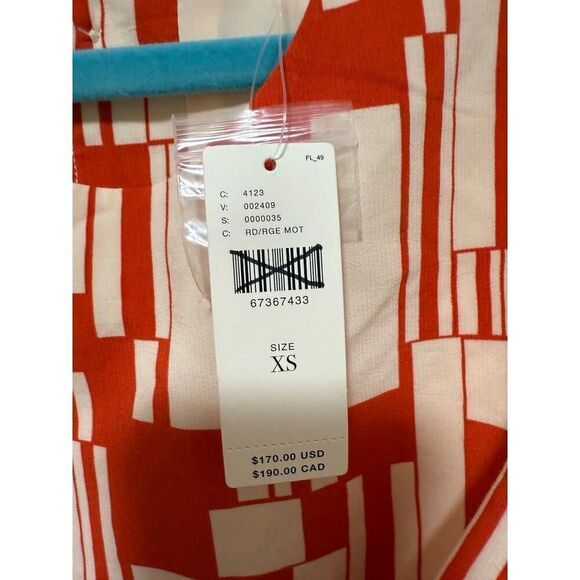 FL_49
C: 4123
V: 002409
S: 0000035
C: RD/RGE MOT
67367433
SIZE
XS
$170.00 USD
$190.00 CAD